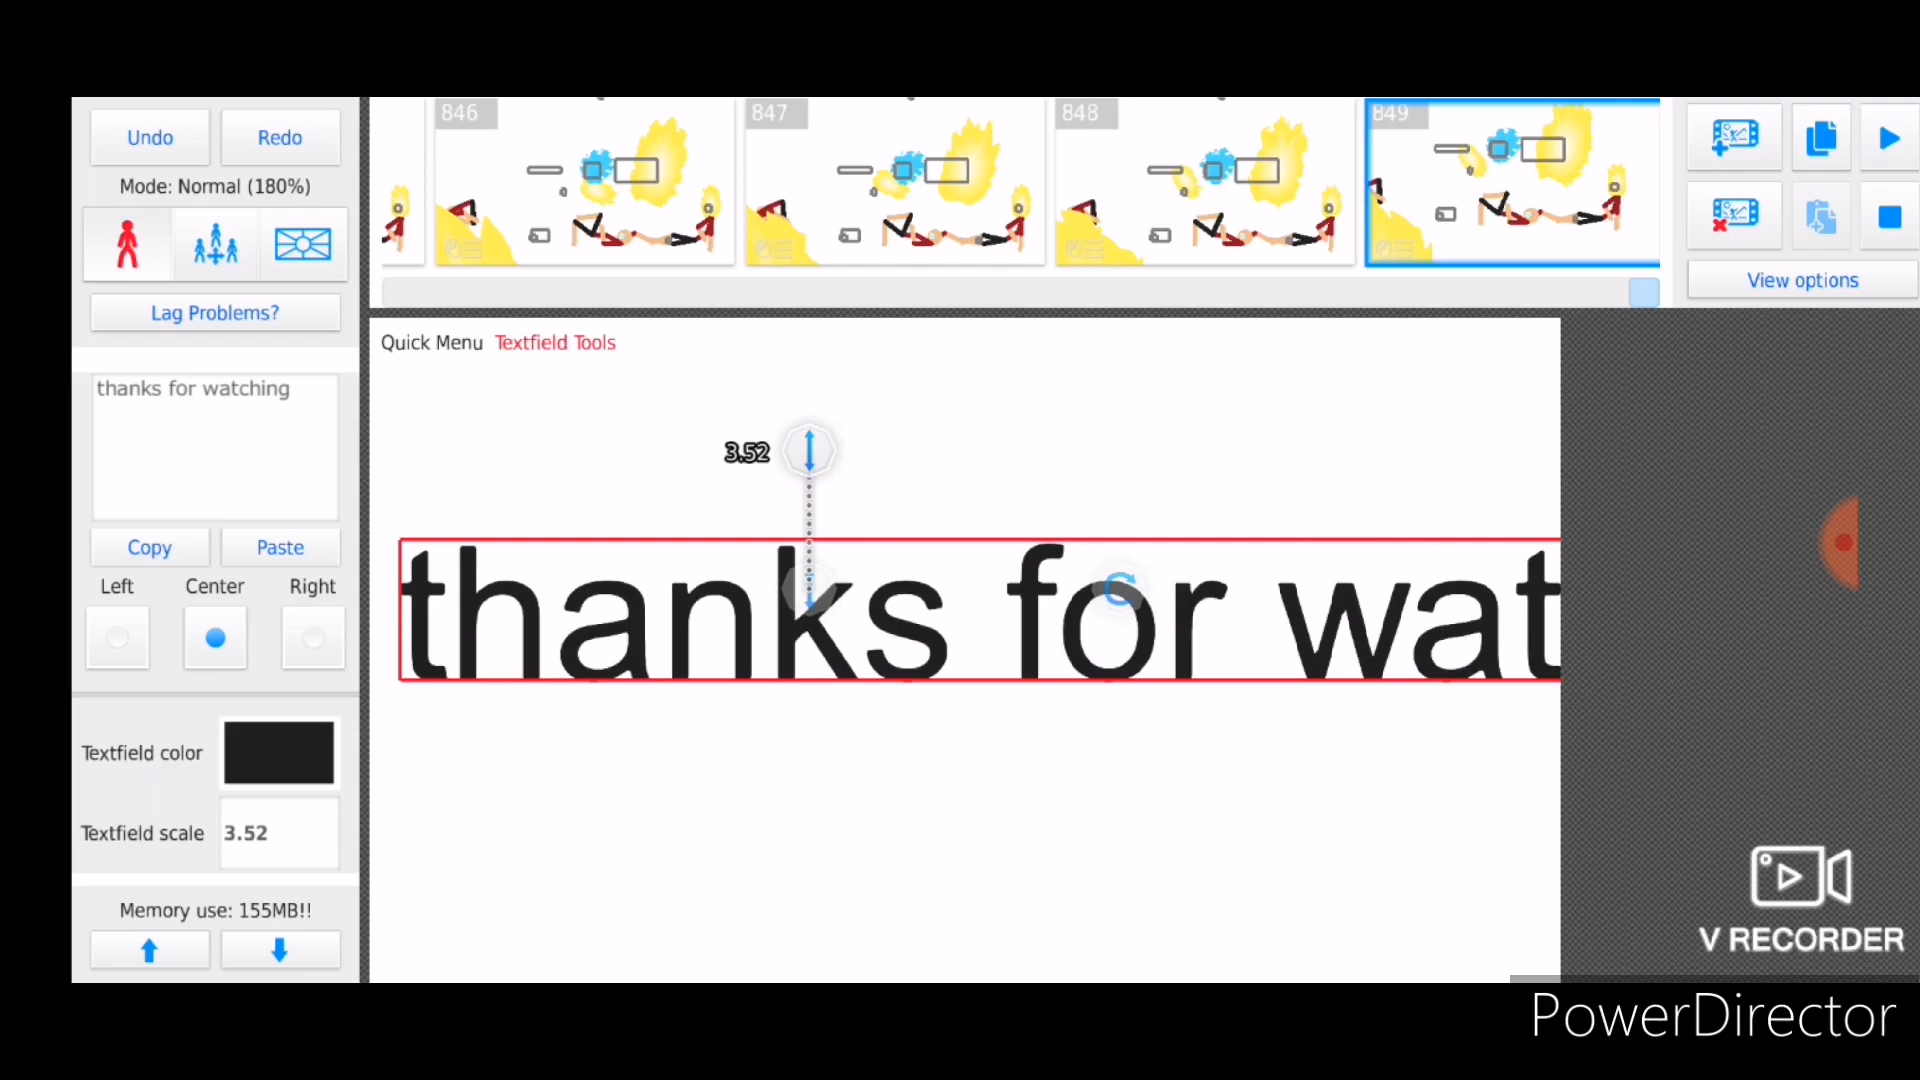 Undo
Redo
Mode: Normal (180%)
Lag Problems?
846
847
848
849
View options
Quick Menu
Textfield Tools
thanks for watching
3.52
thanks for wat
Copy
Paste
Left
Center
Right
Textfield color
Textfield scale
3.52
Memory use: 155MB!!
V RECORDER
PowerDirector